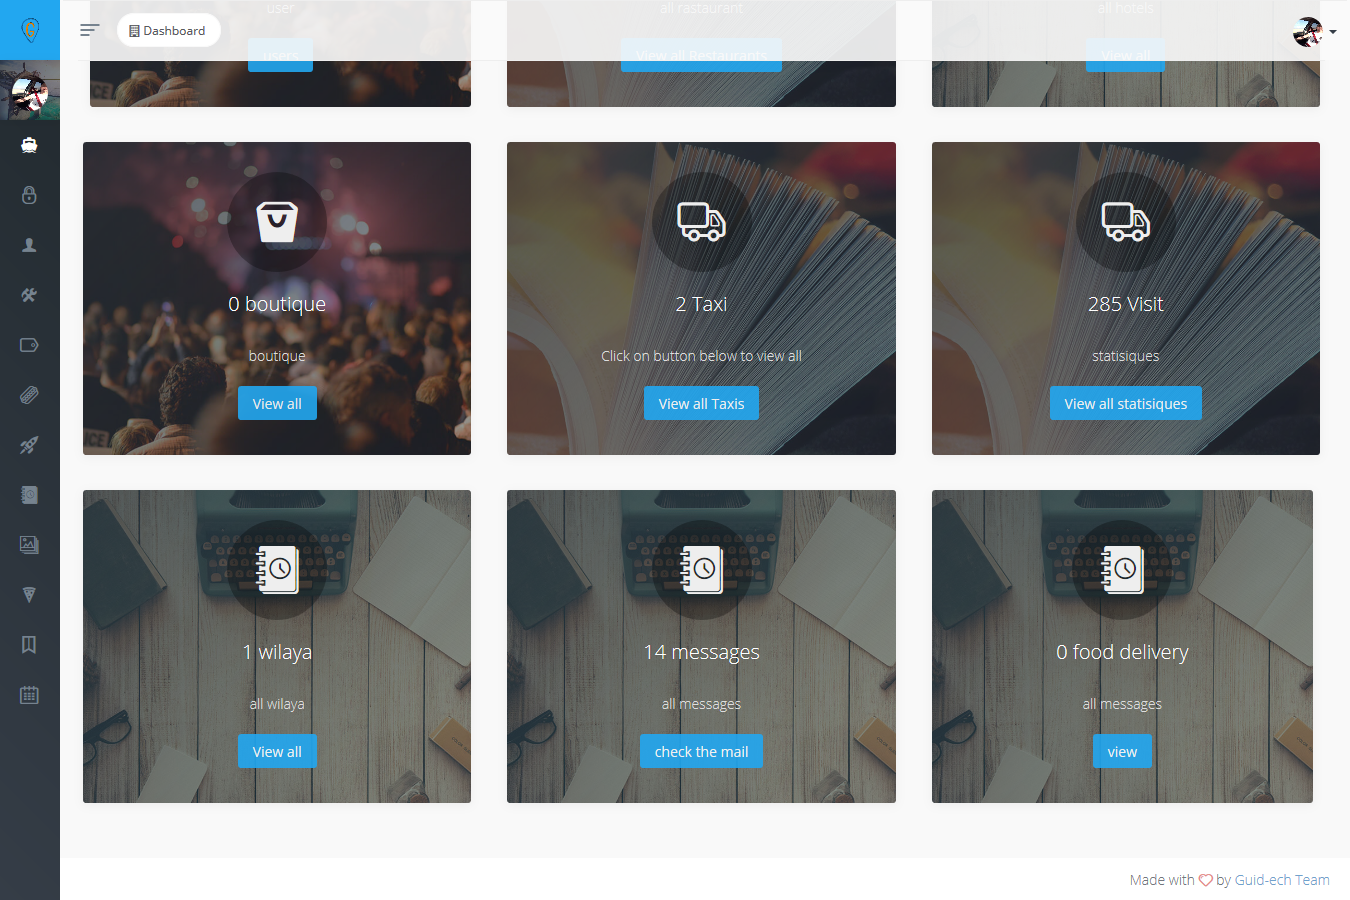 user
all rastaurant
all hotels
Dashboard
users
View all Restaurants
View all
0 boutique
boutique
View all
2 Taxi
Click on button below to view all
View all Taxis
285 Visit
statisiques
View all statisiques
1 wilaya
all wilaya
View all
14 messages
all messages
check the mail
0 food delivery
all messages
view
Made with by Guid-ech Team